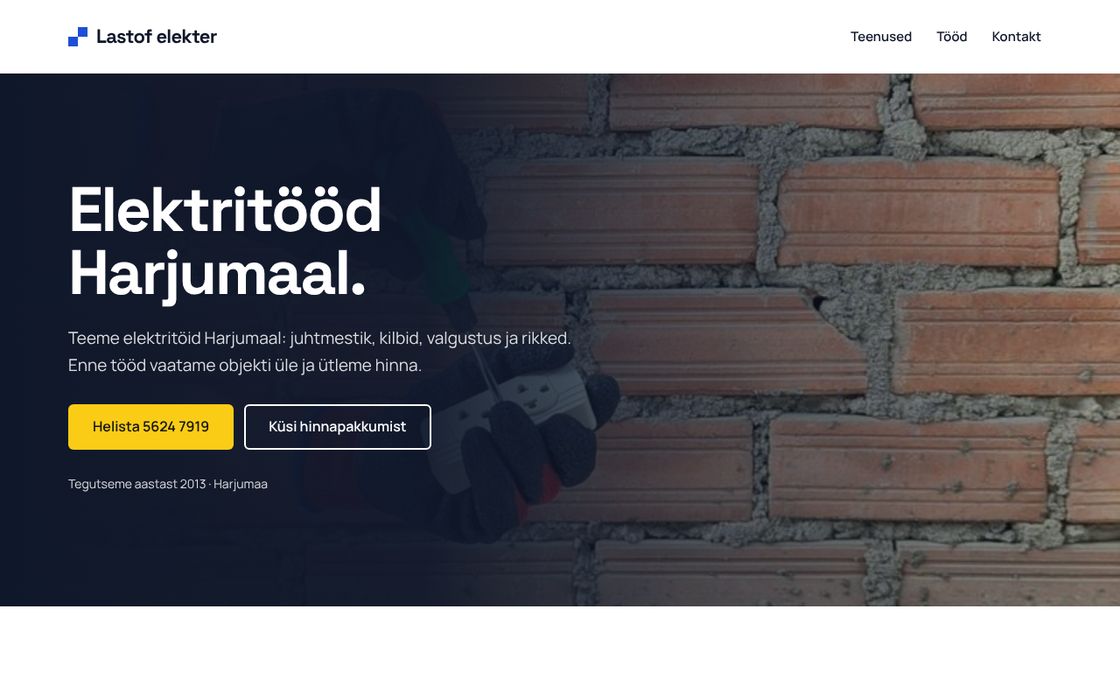 Lastof elekter
Teenused Tööd Kontakt
Elektritööd
Harjumaal.
Teeme elektritöid Harjumaal: juhtmestik, kilbid, valgustus ja rikked.
Enne tööd vaatame objekti üle ja ütleme hinna.
Helista 5624 7919
Küsi hinnapakkumist
Tegutseme aastast 2013 · Harjumaa